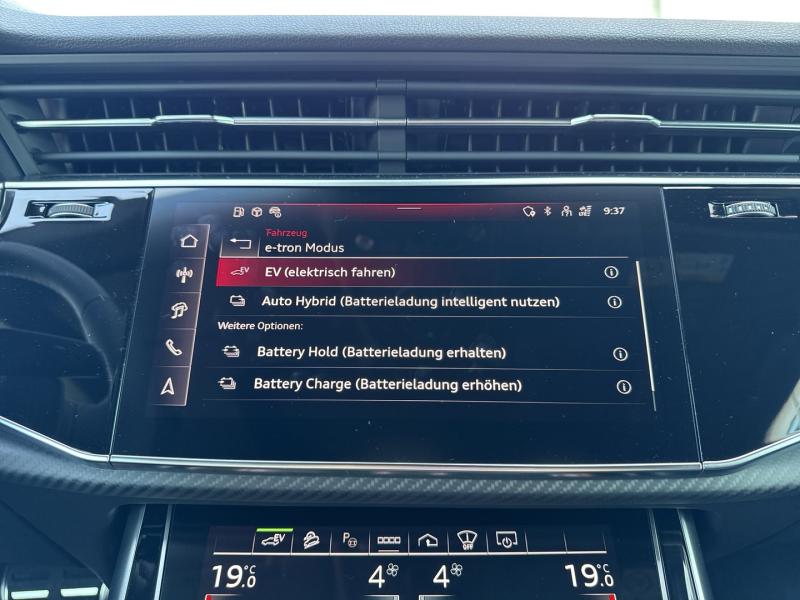 9:37
Fahrzeug
e-tron Modus
EV (elektrisch fahren)
Auto Hybrid (Batterieladung intelligent nutzen)
Weitere Optionen:
Battery Hold (Batterieladung erhalten)
Battery Charge (Batterieladung erhöhen)
EV P OFF
19.0 °C 4 4 19.0 °C